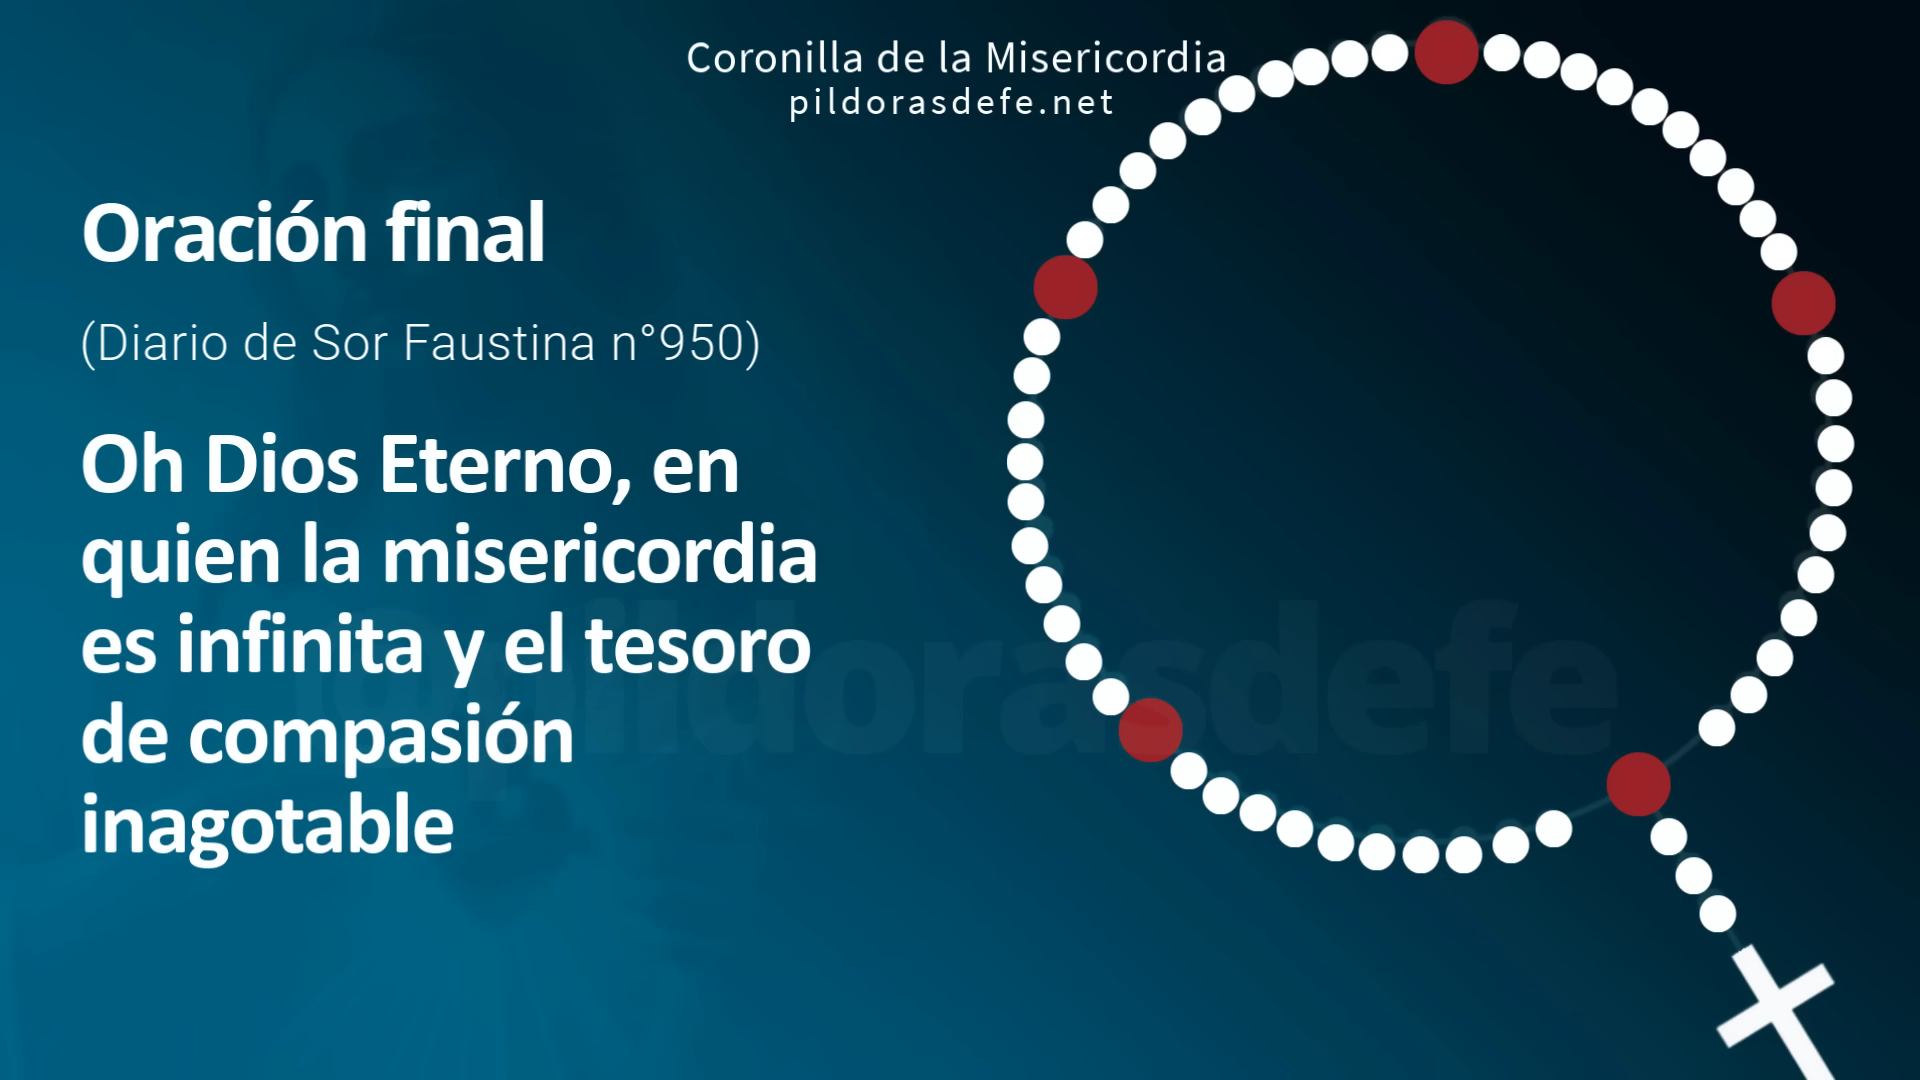 Coronilla de la Misericordia
pildorasdefe.net
Oración final
(Diario de Sor Faustina n°950)
Oh Dios Eterno, en
quien la misericordia
es infinita y el tesoro
de compasión
inagotable
@pildorasdefe